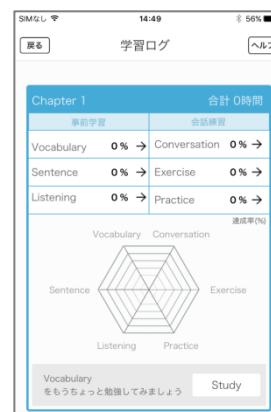 SIMなし 14:49 56%
戻る 学習ログ ヘル
Chapter 1 合計 0時間
事前学習 会話練習
Vocabulary 0% → Conversation 0% →
Sentence 0% → Exercise 0% →
Listening 0% → Practice 0% →
達成率(%)
Vocabulary Conversation
Sentence Exercise
Listening Practice
Vocabulary
をもうちょっと勉強してみましょう
Study